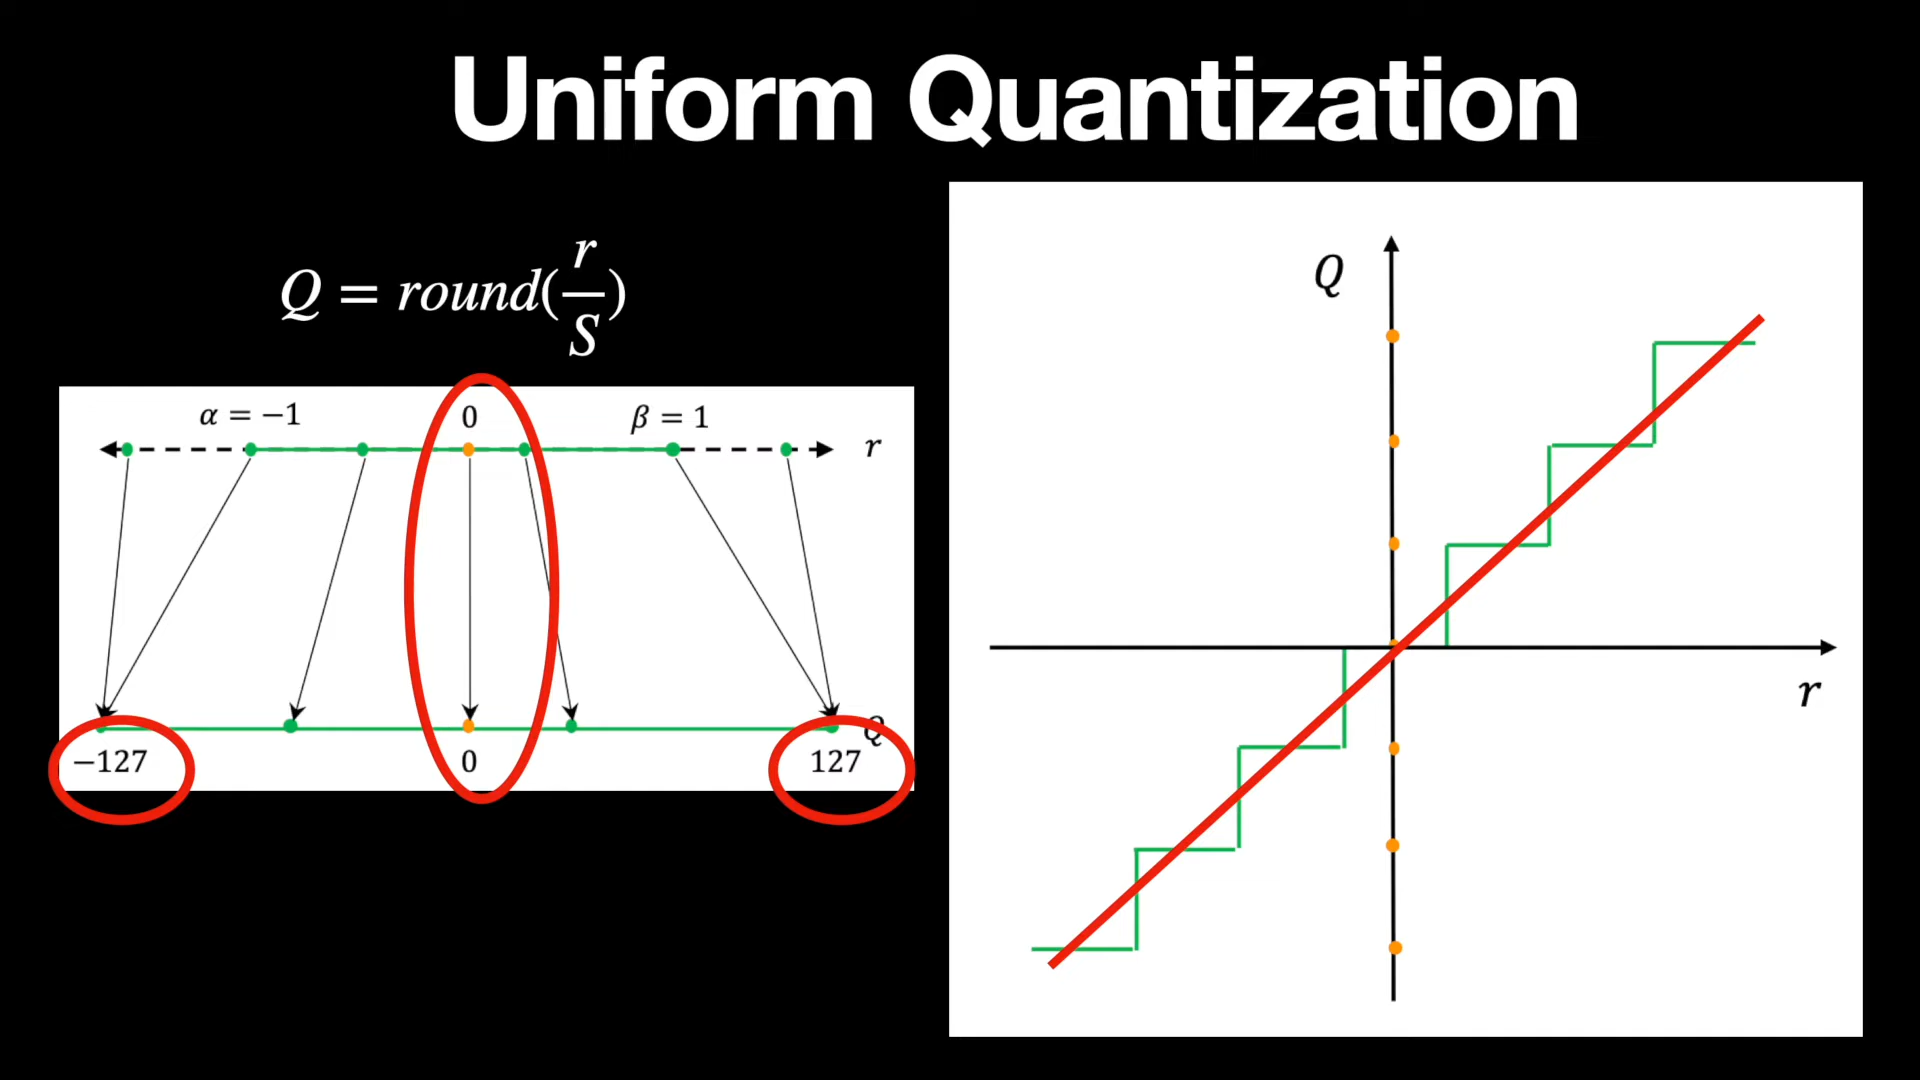 Uniform Quantization
Q = round(r/S)
α = −1
0
β = 1
r
Q
−127
0
127
Q
r